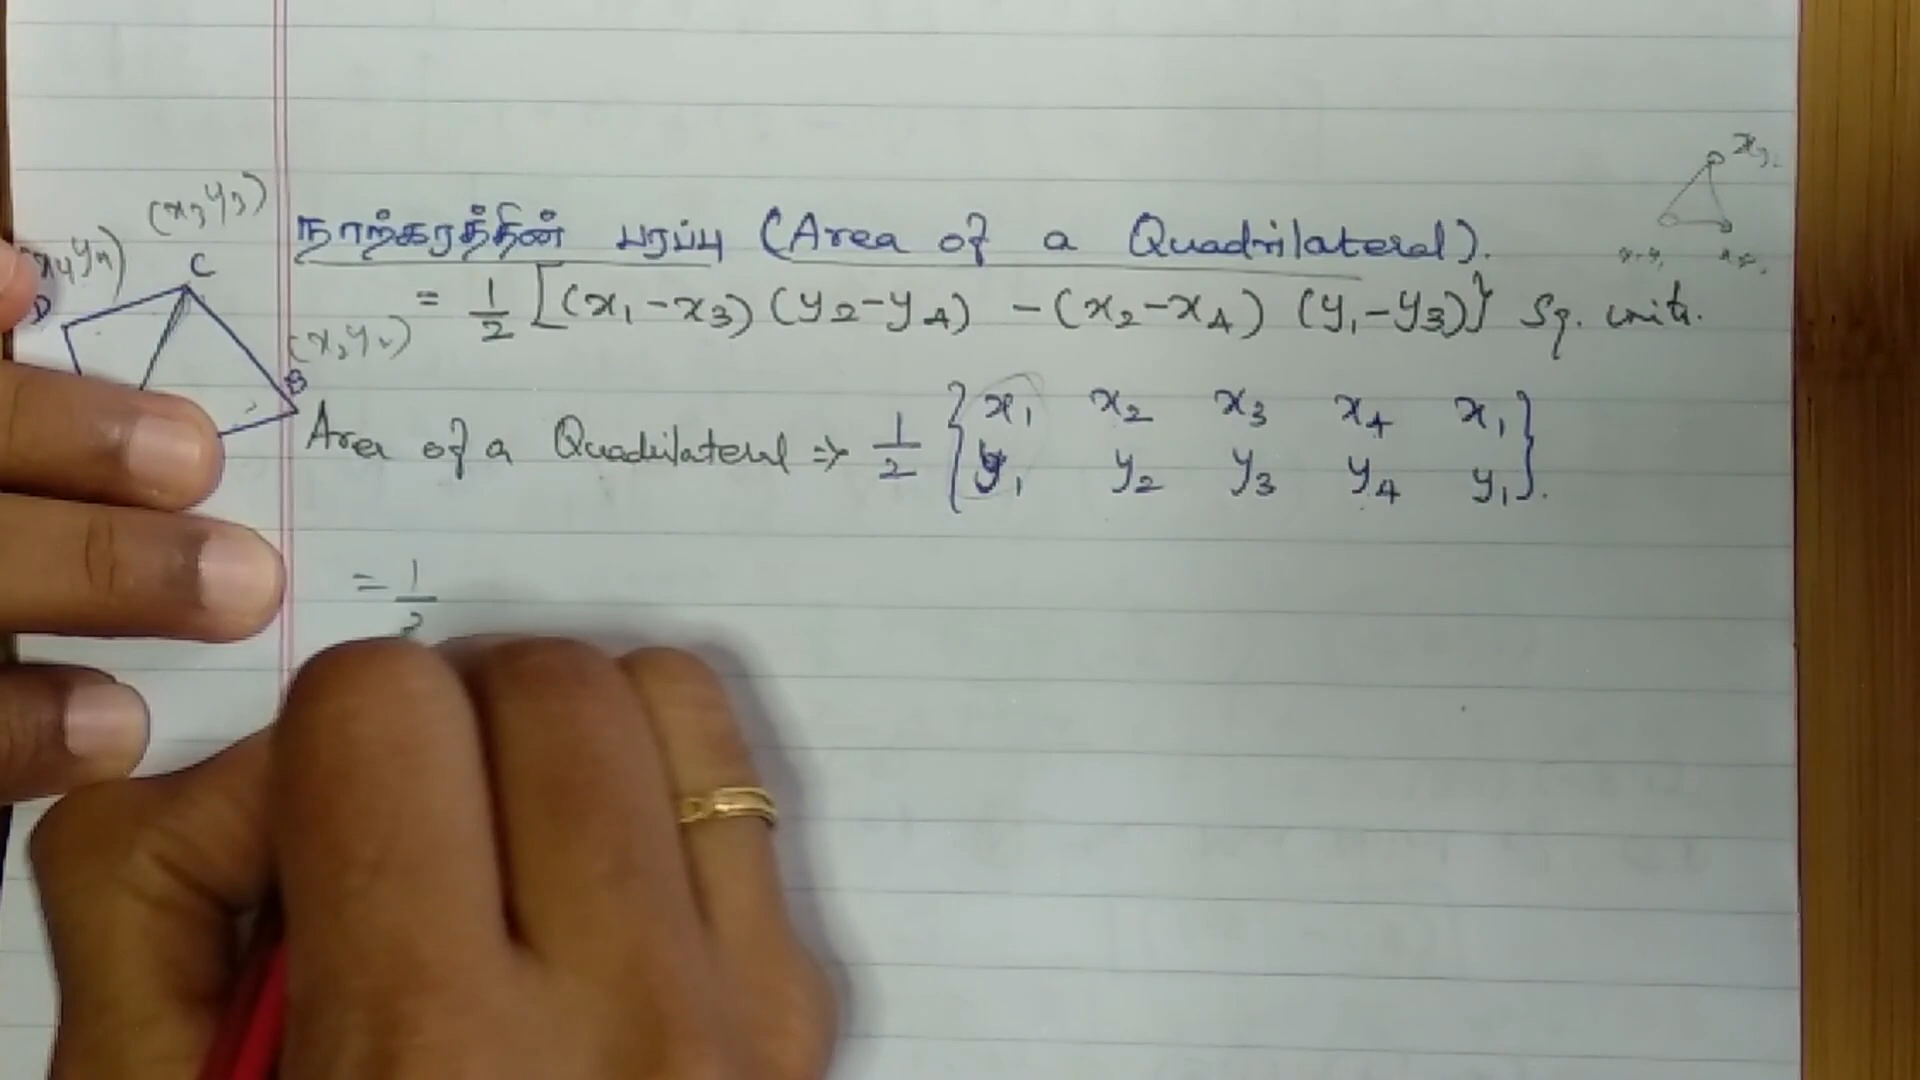 (x3 y3)
(x4 y4)
C
D
(x2 y2)
B
நாற்கரத்தின் பரப்பு (Area of a Quadrilateral).
= 1/2 [(x₁-x₃) (y₂-y₄) -(x₂-x₄) (y₁-y₃)} Sq. units.
Area of a Quadrilateral ⇒ 1/2 { x₁ x₂ x₃ x₄ x₁
y₁ y₂ y₃ y₄ y₁ }.
= 1/2